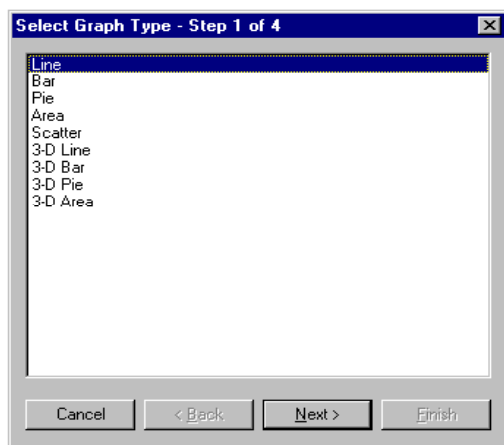 Select Graph Type - Step 1 of 4
Line
Bar
Pie
Area
Scatter
3-D Line
3-D Bar
3-D Pie
3-D Area
Cancel
< Back
Next >
Finish